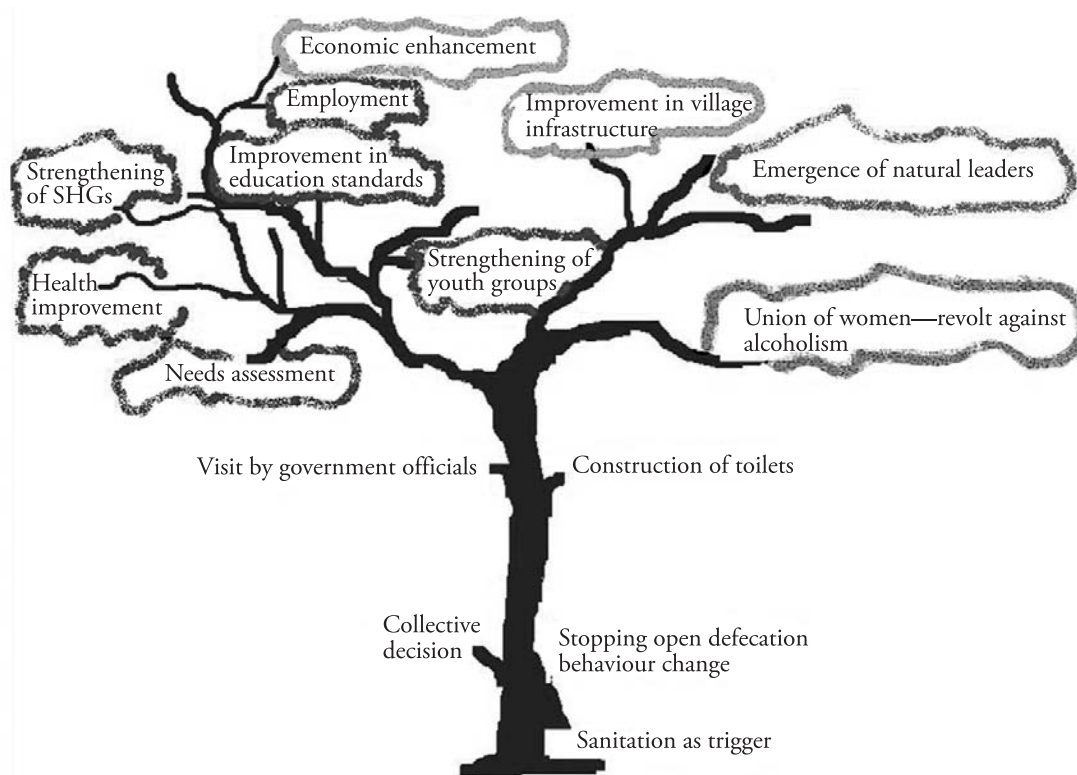 Economic enhancement
Employment
Improvement in village
infrastructure
Improvement in
education standards
Strengthening
of SHGs
Emergence of natural leaders
Strengthening of
youth groups
Health
improvement
Union of women—revolt against
alcoholism
Needs assessment
Visit by government officials
Construction of toilets
Collective
decision
Stopping open defecation
behaviour change
Sanitation as trigger